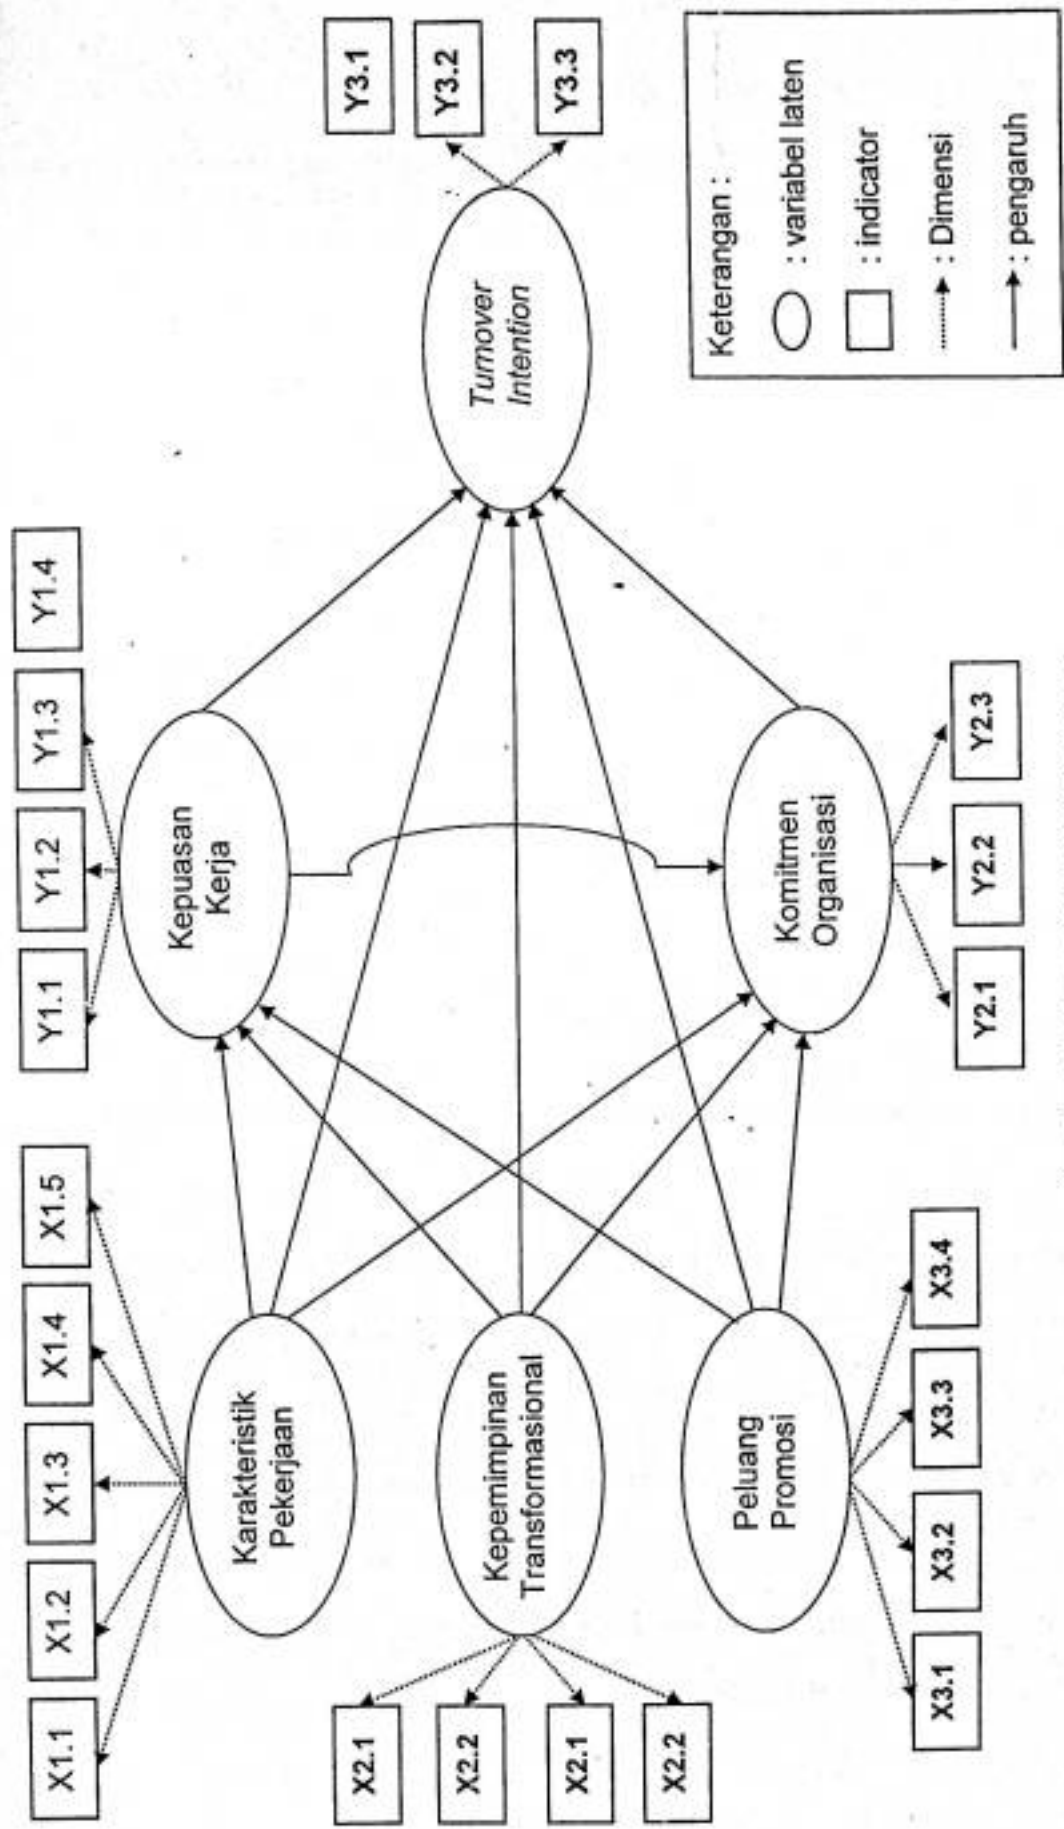 X1.1
X1.2
X1.3
X1.4
X1.5
Y1.1
Y1.2
Y1.3
Y1.4
Karakteristik
Pekerjaan
Kepuasan
Kerja
X2.1
X2.2
X2.1
X2.2
Kepemimpinan
Transformasional
Turnover
Intention
Y3.1
Y3.2
Y3.3
Peluang
Promosi
Komitmen
Organisasi
X3.1
X3.2
X3.3
X3.4
Y2.1
Y2.2
Y2.3
Keterangan :
: variabel laten
: indicator
: Dimensi
: pengaruh